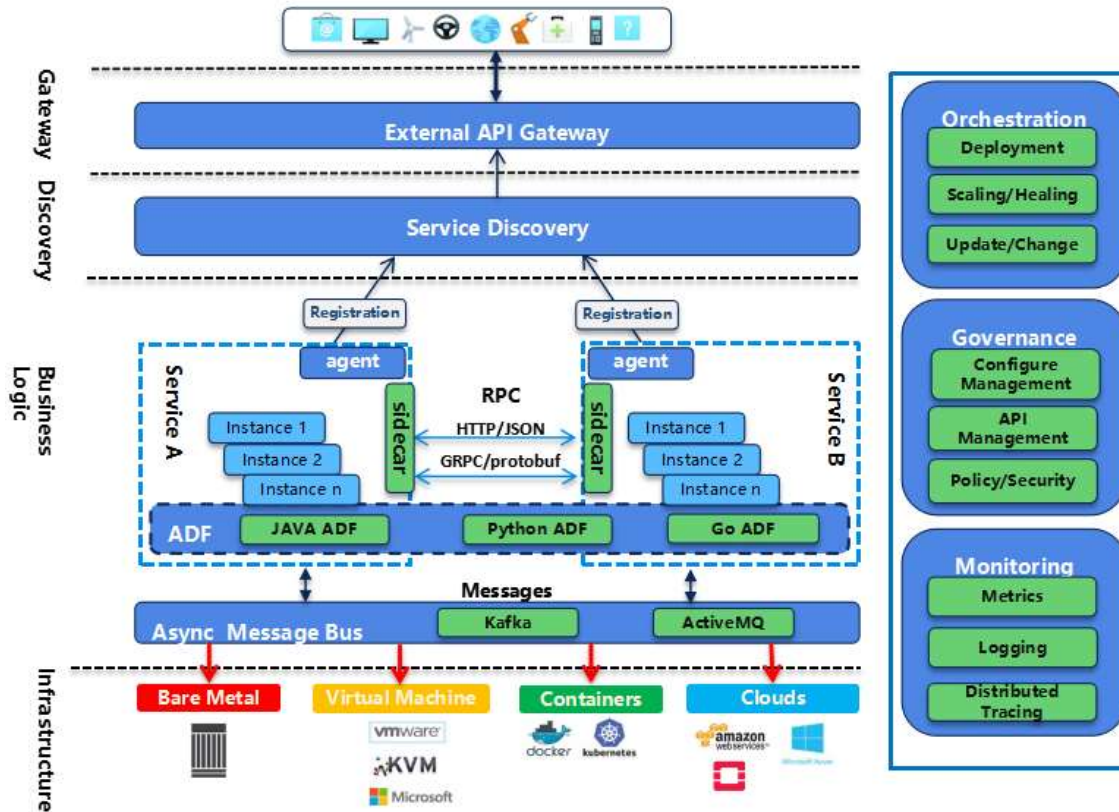 @
?
Gateway
External API Gateway
Discovery
Service Discovery
Registration
Registration
Business
Logic
Service A
agent
sidecar
Instance 1
Instance 2
Instance n
RPC
HTTP/JSON
GRPC/protobuf
agent
sidecar
Instance 1
Instance 2
Instance n
Service B
ADF
JAVA ADF
Python ADF
Go ADF
Messages
Async Message Bus
Kafka
ActiveMQ
Infrastructure
Bare Metal
Virtual Machine
vmware
KVM
Microsoft
Containers
docker
kubernetes
Clouds
amazon
webservices
Microsoft Azure
Orchestration
Deployment
Scaling/Healing
Update/Change
Governance
Configure
Management
API
Management
Policy/Security
Monitoring
Metrics
Logging
Distributed
Tracing